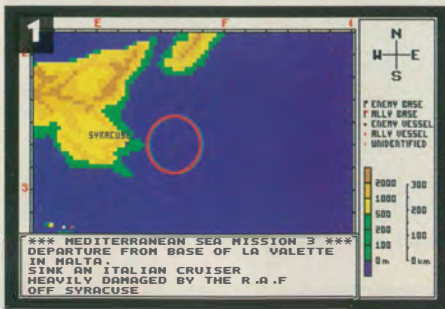 1
E F
N
W E
S
SYRACUSE
3
ENEMY BASE
ALLY BASE
ENEMY VESSEL
ALLY VESSEL
UNIDENTIFIED
2000 300
1000
500 200
200 100
100
0m 0km
*** MEDITERRANEAN SEA MISSION 3 ***
DEPARTURE FROM BASE OF LA VALETTE
IN MALTA.
SINK AN ITALIAN CRUISER
HEAVILY DAMAGED BY THE R.A.F
OFF SYRACUSE